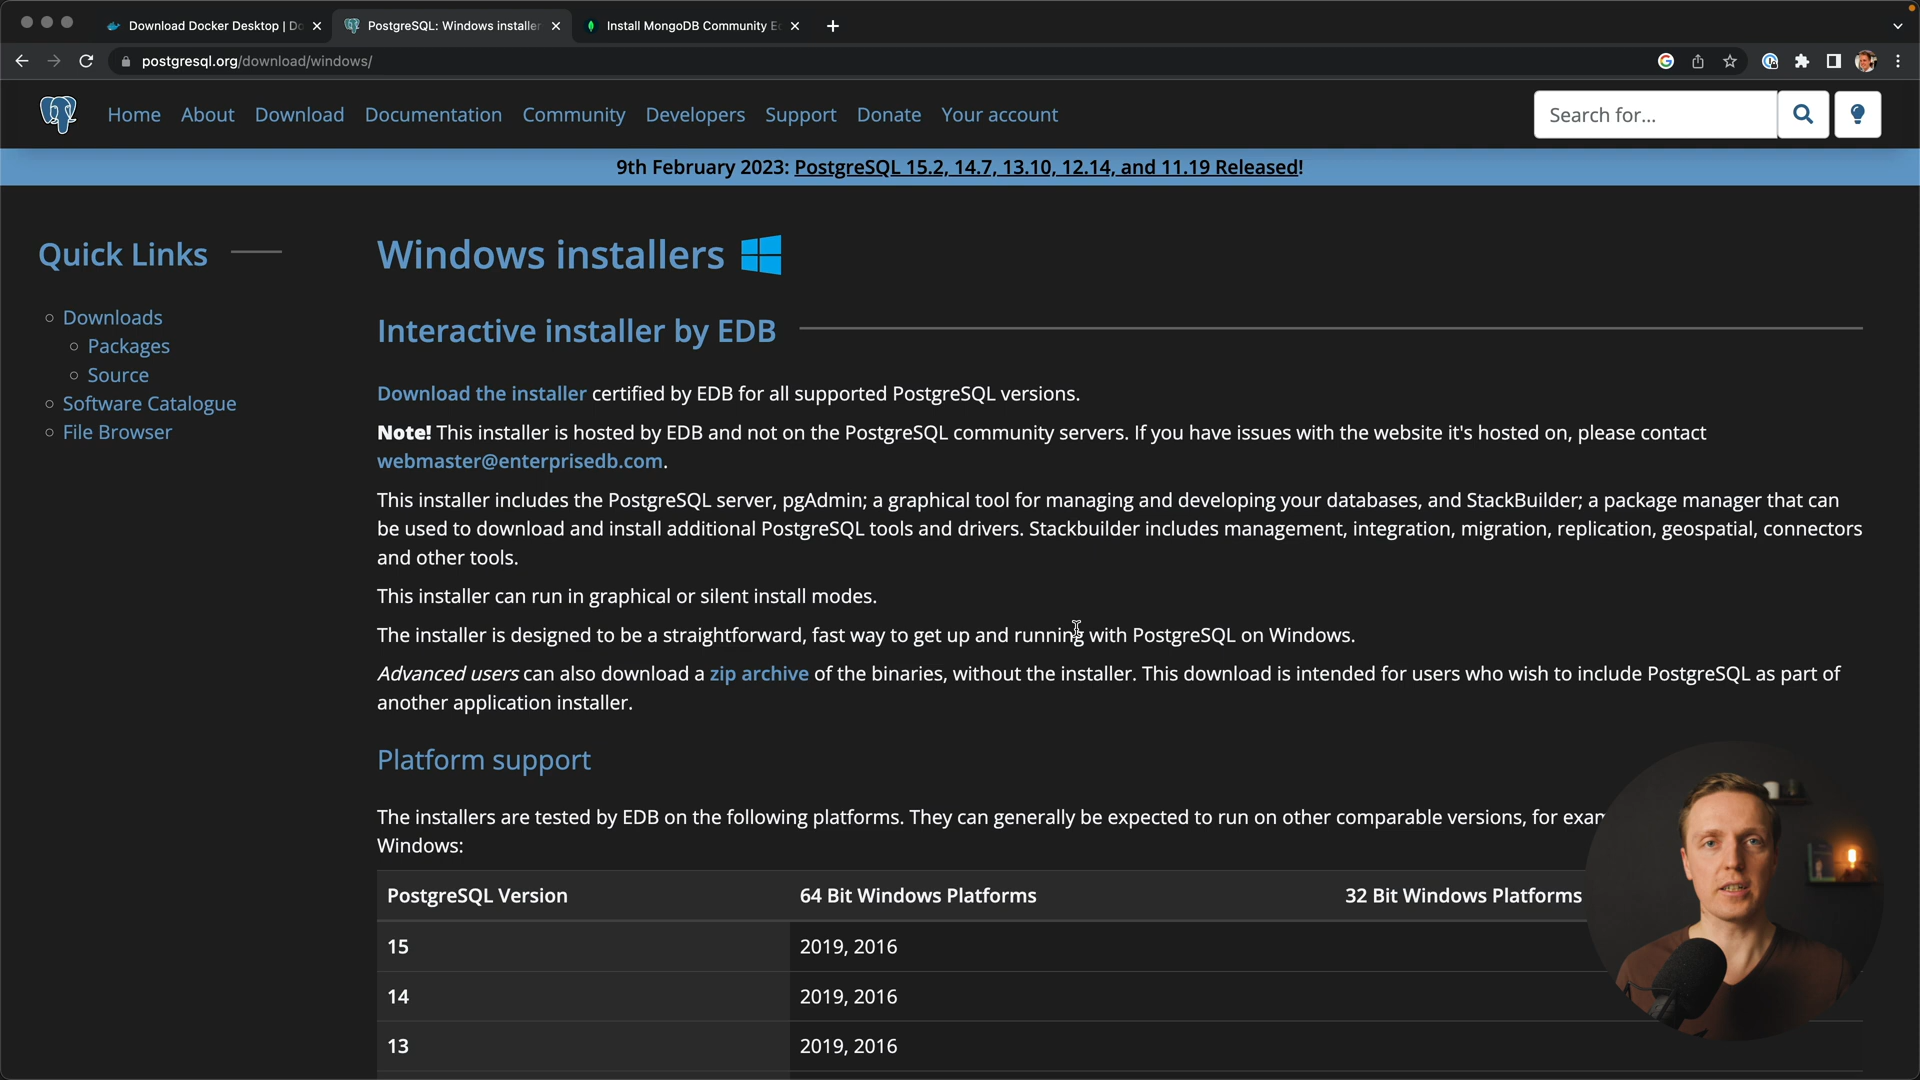 Download Docker Desktop | Do
PostgreSQL: Windows installer
Install MongoDB Community E
postgresql.org/download/windows/
Home About Download Documentation Community Developers Support Donate Your account
Search for...
9th February 2023: PostgreSQL 15.2, 14.7, 13.10, 12.14, and 11.19 Released!
Quick Links
Downloads
Packages
Source
Software Catalogue
File Browser
Windows installers
Interactive installer by EDB
Download the installer certified by EDB for all supported PostgreSQL versions.
Note! This installer is hosted by EDB and not on the PostgreSQL community servers. If you have issues with the website it's hosted on, please contact
webmaster@enterprisedb.com.
This installer includes the PostgreSQL server, pgAdmin; a graphical tool for managing and developing your databases, and StackBuilder; a package manager that can
be used to download and install additional PostgreSQL tools and drivers. Stackbuilder includes management, integration, migration, replication, geospatial, connectors
and other tools.
This installer can run in graphical or silent install modes.
The installer is designed to be a straightforward, fast way to get up and running with PostgreSQL on Windows.
Advanced users can also download a zip archive of the binaries, without the installer. This download is intended for users who wish to include PostgreSQL as part of
another application installer.
Platform support
The installers are tested by EDB on the following platforms. They can generally be expected to run on other comparable versions, for exam
Windows:
PostgreSQL Version 64 Bit Windows Platforms 32 Bit Windows Platforms
15 2019, 2016
14 2019, 2016
13 2019, 2016